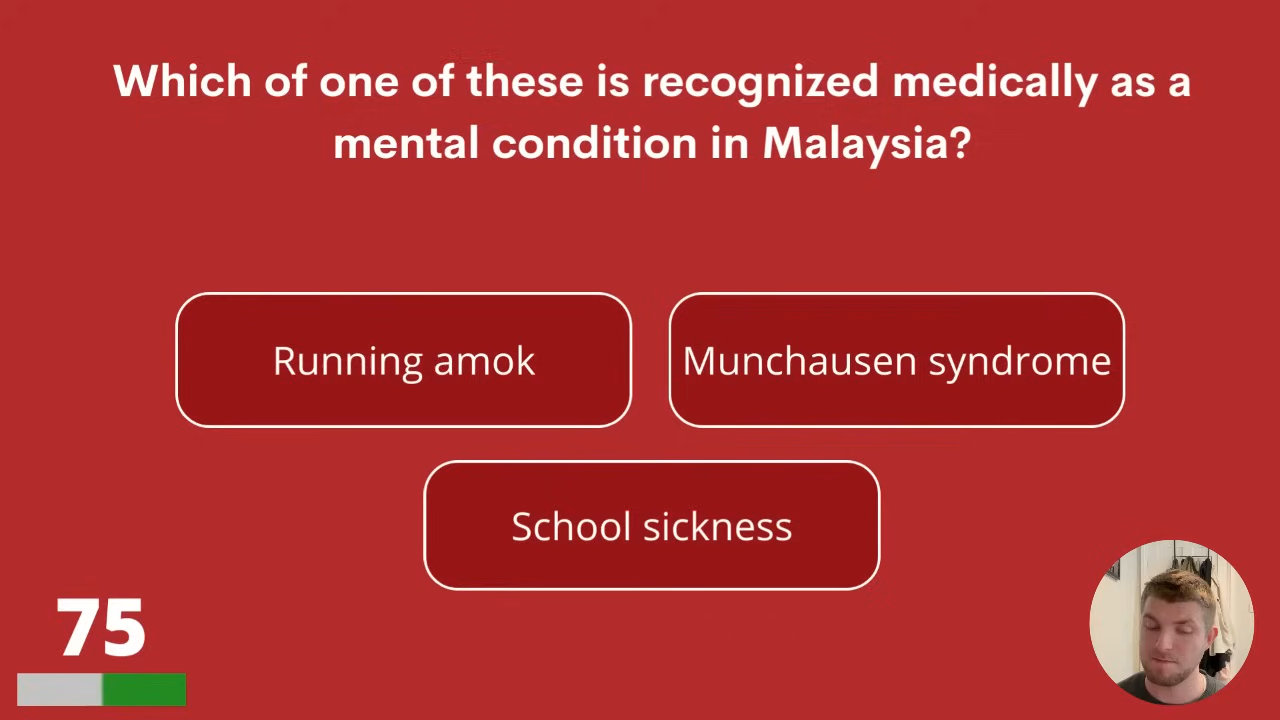 Which of one of these is recognized medically as a
mental condition in Malaysia?
Running amok
Munchausen syndrome
School sickness
75